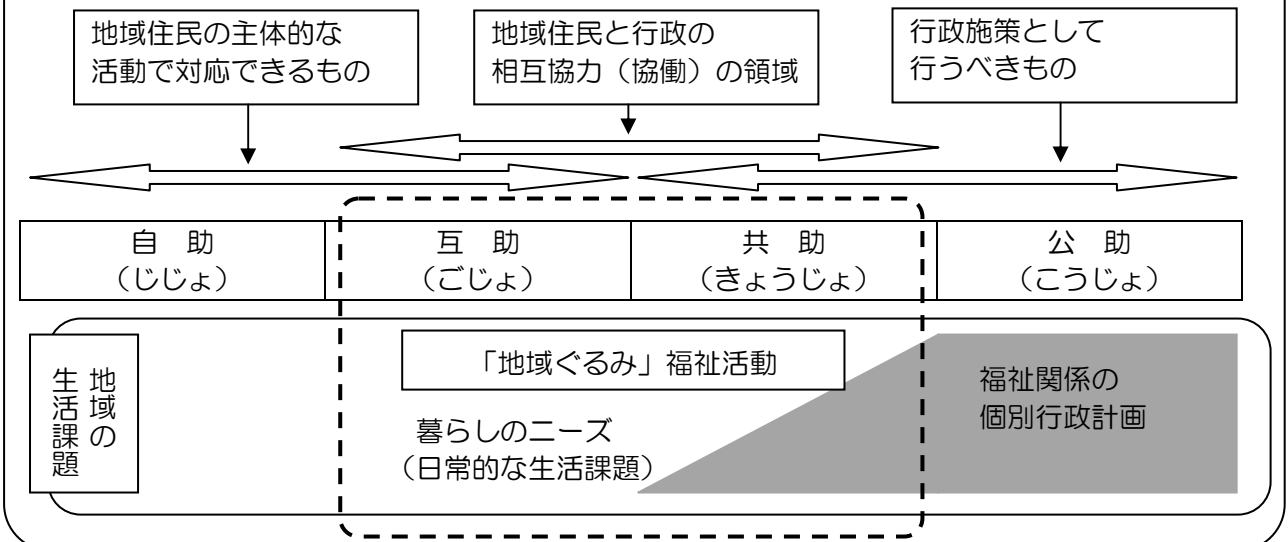 地域住民の主体的な
活動で対応できるもの
地域住民と行政の
相互協力（協働）の領域
行政施策として
行うべきもの
自　助
（じじょ）
互　助
（ごじょ）
共　助
（きょうじょ）
公　助
（こうじょ）
地域の
生活課題
「地域ぐるみ」福祉活動
暮らしのニーズ
（日常的な生活課題）
福祉関係の
個別行政計画